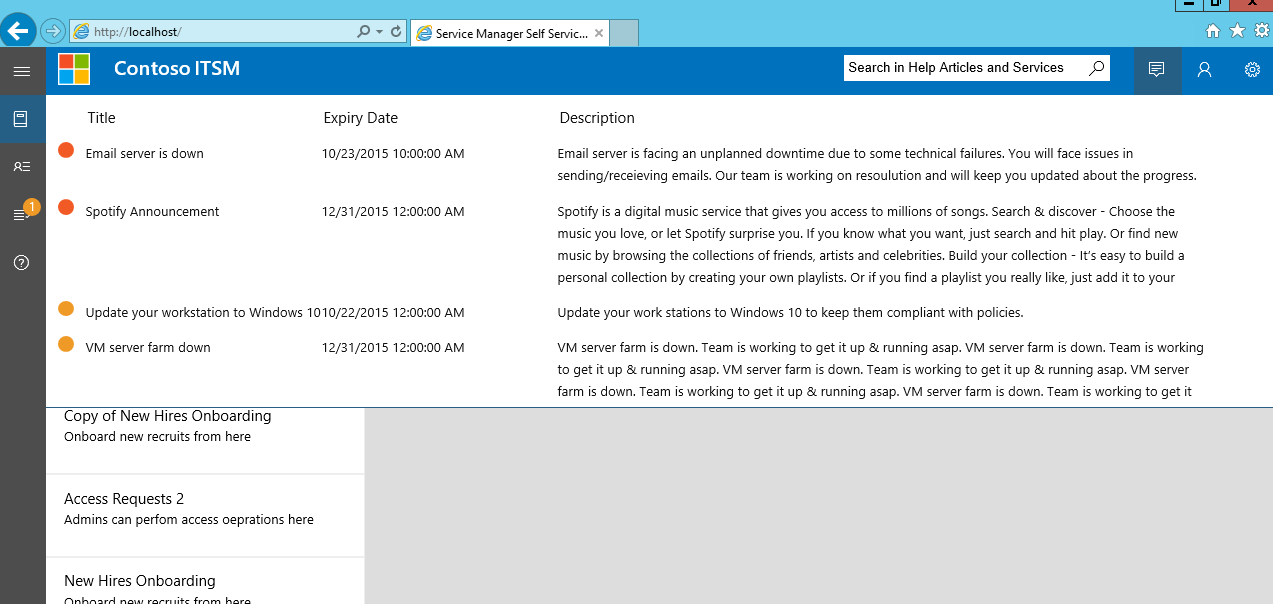 http://localhost/
Service Manager Self Servic...
Contoso ITSM
Search in Help Articles and Services
1
Title Expiry Date Description
Email server is down 10/23/2015 10:00:00 AM Email server is facing an unplanned downtime due to some technical failures. You will face issues in
sending/receieving emails. Our team is working on resoulution and will keep you updated about the progress.
Spotify Announcement 12/31/2015 12:00:00 AM Spotify is a digital music service that gives you access to millions of songs. Search & discover - Choose the
music you love, or let Spotify surprise you. If you know what you want, just search and hit play. Or find new
music by browsing the collections of friends, artists and celebrities. Build your collection - It's easy to build a
personal collection by creating your own playlists. Or if you find a playlist you really like, just add it to your
Update your workstation to Windows 10 10/22/2015 12:00:00 AM Update your work stations to Windows 10 to keep them compliant with policies.
VM server farm down 12/31/2015 12:00:00 AM VM server farm is down. Team is working to get it up & running asap. VM server farm is down. Team is working
to get it up & running asap. VM server farm is down. Team is working to get it up & running asap. VM server
farm is down. Team is working to get it up & running asap. VM server farm is down. Team is working to get it
Copy of New Hires Onboarding
Onboard new recruits from here
Access Requests 2
Admins can perfom access oeprations here
New Hires Onboarding
Onboard new recruits from here